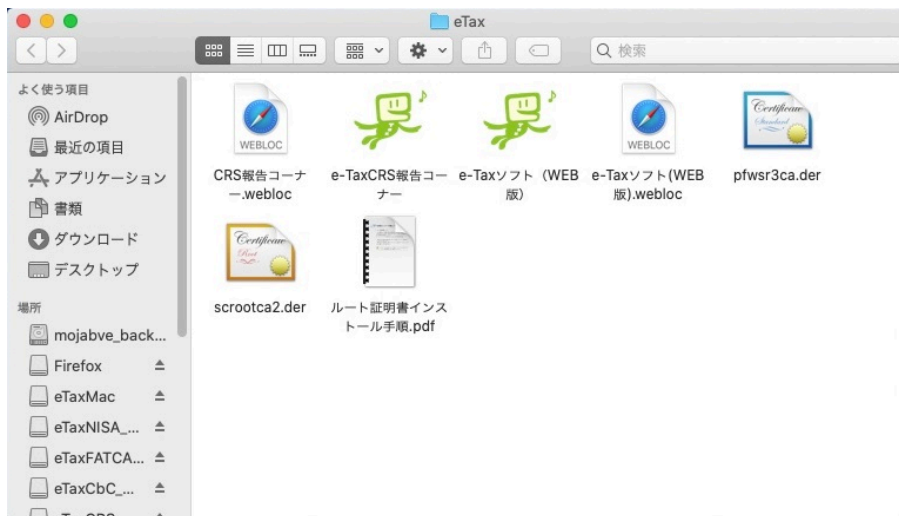 eTax
検索
よく使う項目
AirDrop
最近の項目
アプリケーション
書類
ダウンロード
デスクトップ
場所
mojabve_back...
Firefox
eTaxMac
eTaxNISA_...
eTaxFATCA...
eTaxCbC_...
WEBLOC
WEBLOC
CRS報告コーナ
ー.webloc
e-TaxCRS報告コー
ナー
e-Taxソフト（WEB
版）
e-Taxソフト(WEB
版).webloc
pfwsr3ca.der
Certificate
Standard
Certificate
Root
scrootca2.der
ルート証明書インス
トール手順.pdf